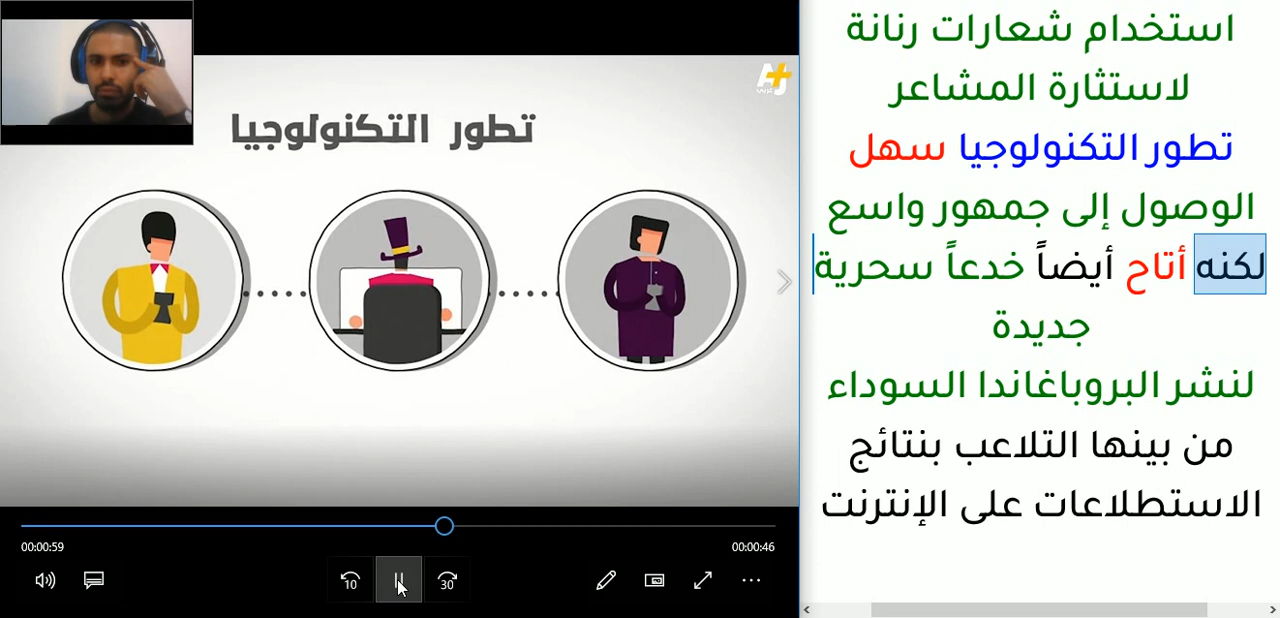 عربي
تطور التكنولوجيا
00:00:59
00:00:46
10
30
استخدام شعارات رنانة
لاستثارة المشاعر
تطور التكنولوجيا سهل
الوصول إلى جمهور واسع
لكنه أتاح أيضاً خدعاً سحرية
جديدة
لنشر البروباغاندا السوداء
من بينها التلاعب بنتائج
الاستطلاعات على الإنترنت